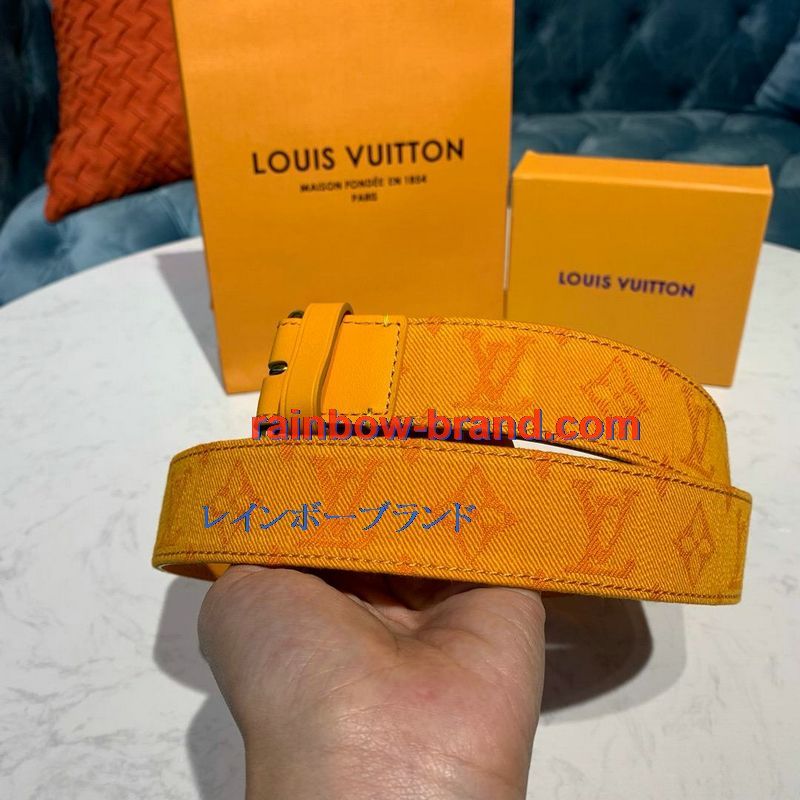 LOUIS VUITTON
MAISON FONDÉE EN 1854
PARIS
LOUIS VUITTON
rainbow-brand.com
レインボーブランド